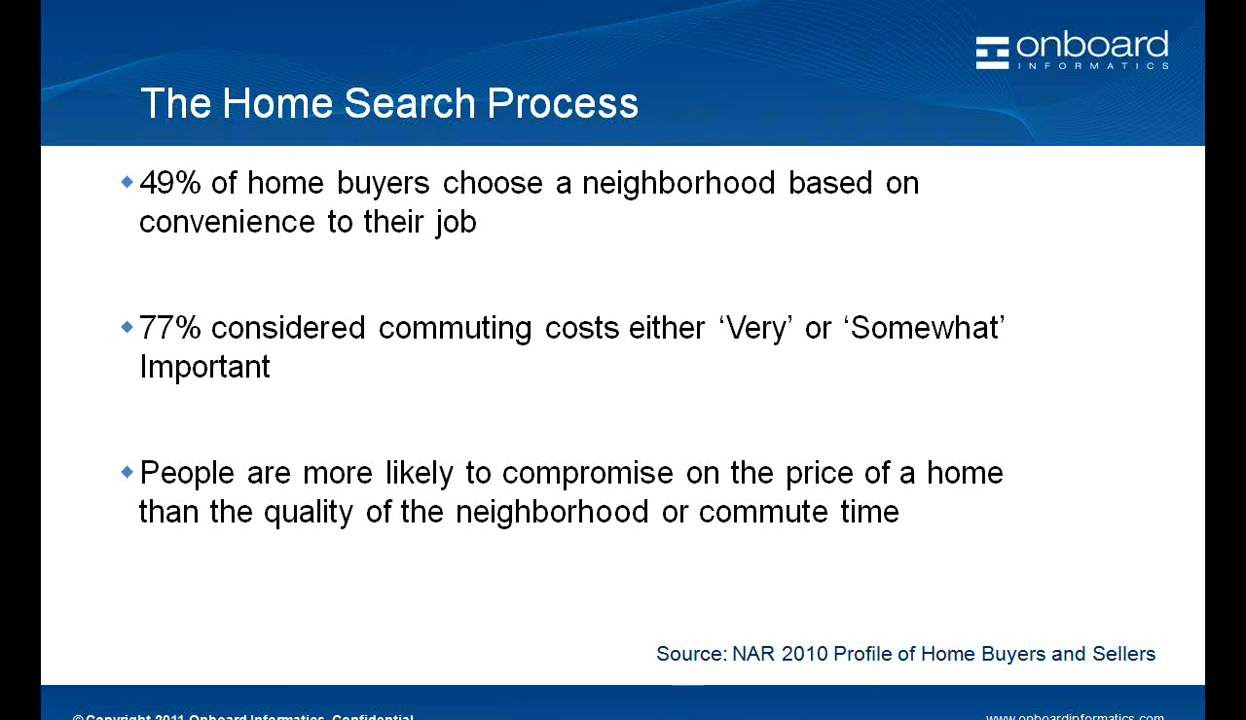 onboard
INFORMATICS
The Home Search Process
49% of home buyers choose a neighborhood based on
convenience to their job
77% considered commuting costs either ‘Very’ or ‘Somewhat’
Important
People are more likely to compromise on the price of a home
than the quality of the neighborhood or commute time
Source: NAR 2010 Profile of Home Buyers and Sellers
© Copyright 2011 Onboard Informatics. Confidential
www.onboardinformatics.com